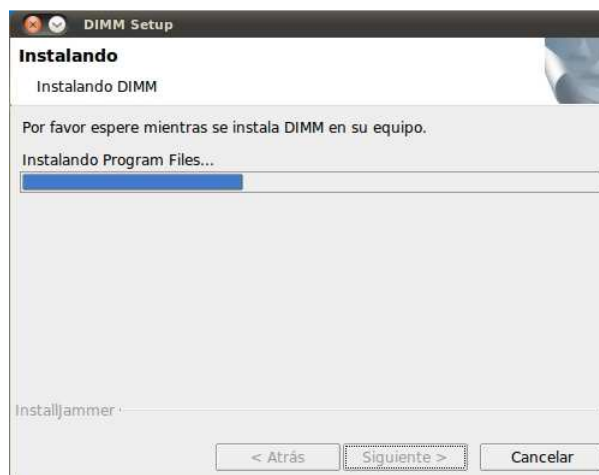 DIMM Setup
Instalando
Instalando DIMM
Por favor espere mientras se instala DIMM en su equipo.
Instalando Program Files...
InstallJammer
< Atrás Siguiente > Cancelar